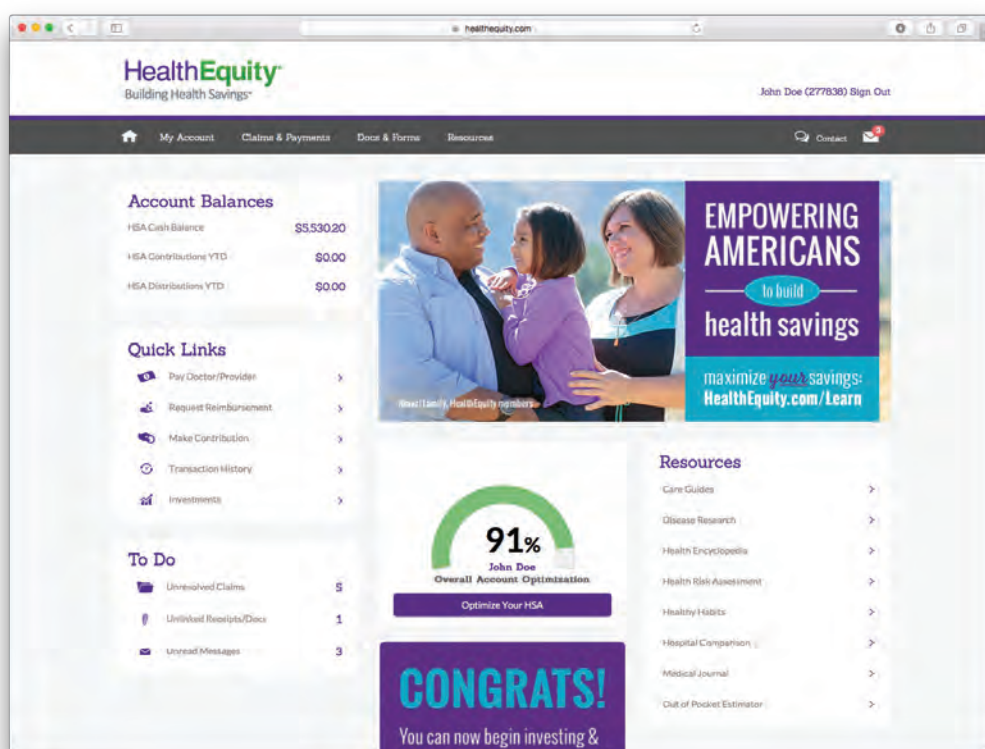 healthequity.com
HealthEquity
Building Health Savings
John Doe (277838) Sign Out
My Account
Claims & Payments
Docs & Forms
Resources
Contact
3
Account Balances
HSA Cash Balance $5,530.20
HSA Contributions YTD $0.00
HSA Distributions YTD $0.00
EMPOWERING
AMERICANS
to build
health savings
maximize your savings:
HealthEquity.com/Learn
family, HealthEquity members
Quick Links
Pay Doctor/Provider
Request Reimbursement
Make Contribution
Transaction History
Investments
To Do
Unresolved Claims 5
Unlinked Receipts/Docs 1
Unread Messages 3
91%
John Doe
Overall Account Optimization
Optimize Your HSA
CONGRATS!
You can now begin investing &
Resources
Care Guides
Disease Research
Health Encyclopedia
Health Risk Assessment
Healthy Habits
Hospital Comparison
Medical Journal
Out of Pocket Estimator